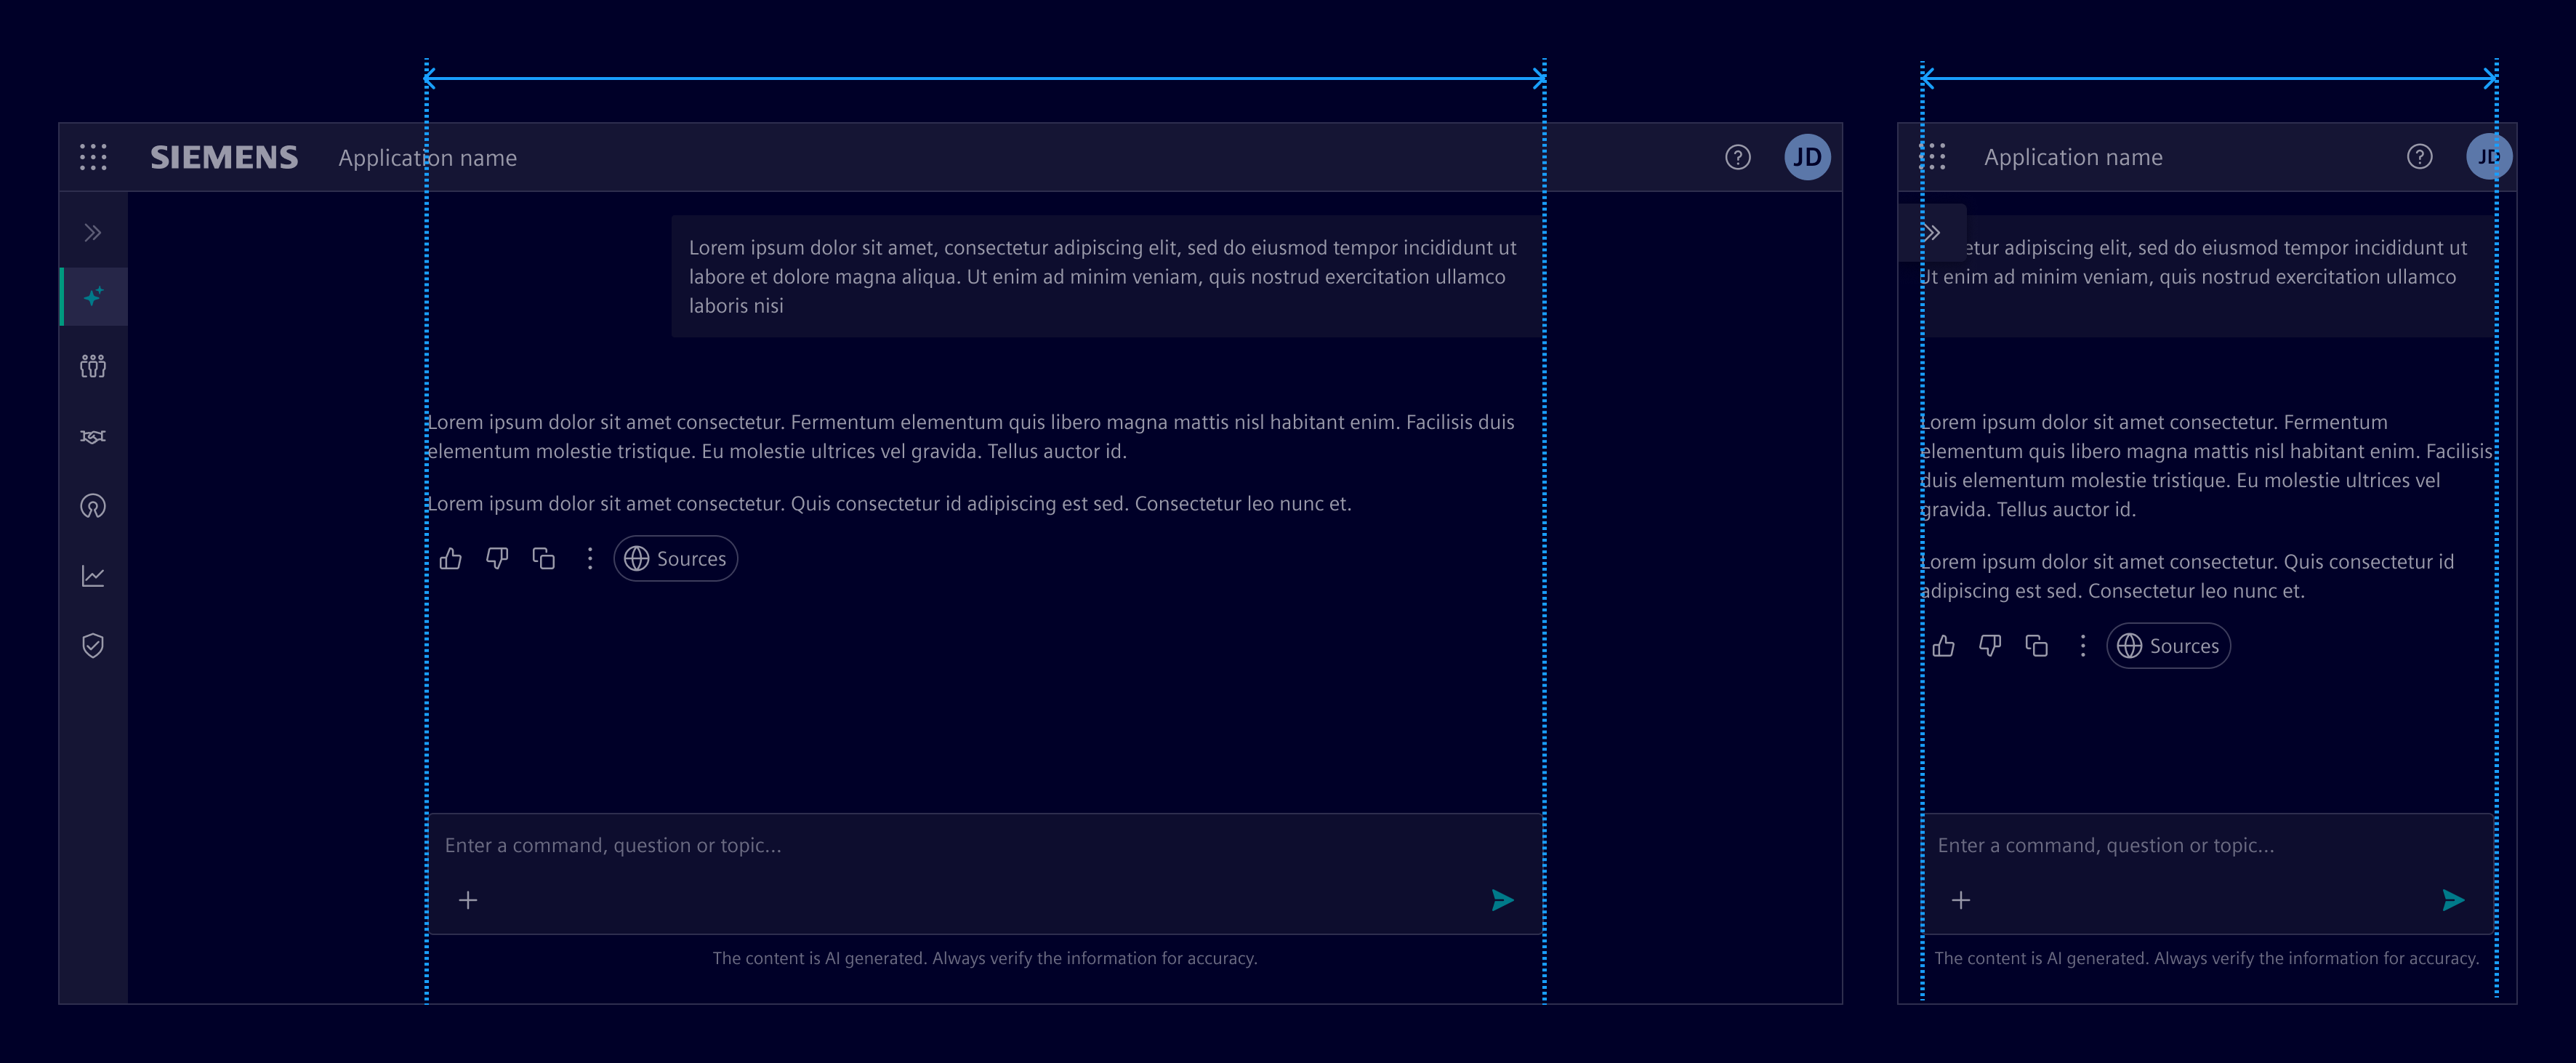 SIEMENS Application name
JD
Lorem ipsum dolor sit amet, consectetur adipiscing elit, sed do eiusmod tempor incididunt ut
labore et dolore magna aliqua. Ut enim ad minim veniam, quis nostrud exercitation ullamco
laboris nisi
Lorem ipsum dolor sit amet consectetur. Fermentum elementum quis libero magna mattis nisl habitant enim. Facilisis duis
elementum molestie tristique. Eu molestie ultrices vel gravida. Tellus auctor id.
Lorem ipsum dolor sit amet consectetur. Quis consectetur id adipiscing est sed. Consectetur leo nunc et.
Sources
Enter a command, question or topic...
The content is AI generated. Always verify the information for accuracy.
Application name
JD
etur adipiscing elit, sed do eiusmod tempor incididunt ut
Ut enim ad minim veniam, quis nostrud exercitation ullamco
Lorem ipsum dolor sit amet consectetur. Fermentum
elementum quis libero magna mattis nisl habitant enim. Facilisis
duis elementum molestie tristique. Eu molestie ultrices vel
gravida. Tellus auctor id.
Lorem ipsum dolor sit amet consectetur. Quis consectetur id
adipiscing est sed. Consectetur leo nunc et.
Sources
Enter a command, question or topic...
The content is AI generated. Always verify the information for accuracy.